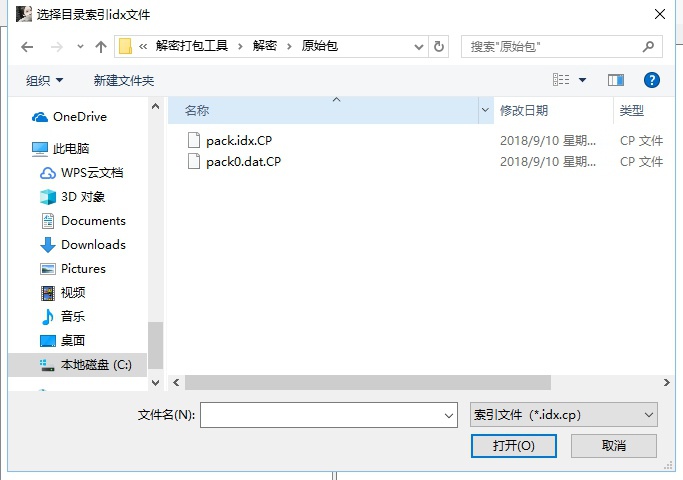 选择目录索引idx文件
« 解密打包工具 › 解密 › 原始包
搜索"原始包"
组织 新建文件夹
名称 修改日期 类型
OneDrive
此电脑
WPS云文档
3D 对象
Documents
Downloads
Pictures
视频
音乐
桌面
本地磁盘 (C:)
pack.idx.CP 2018/9/10 星期... CP 文件
pack0.dat.CP 2018/9/10 星期... CP 文件
文件名(N):
索引文件（*.idx.cp）
打开(O) 取消